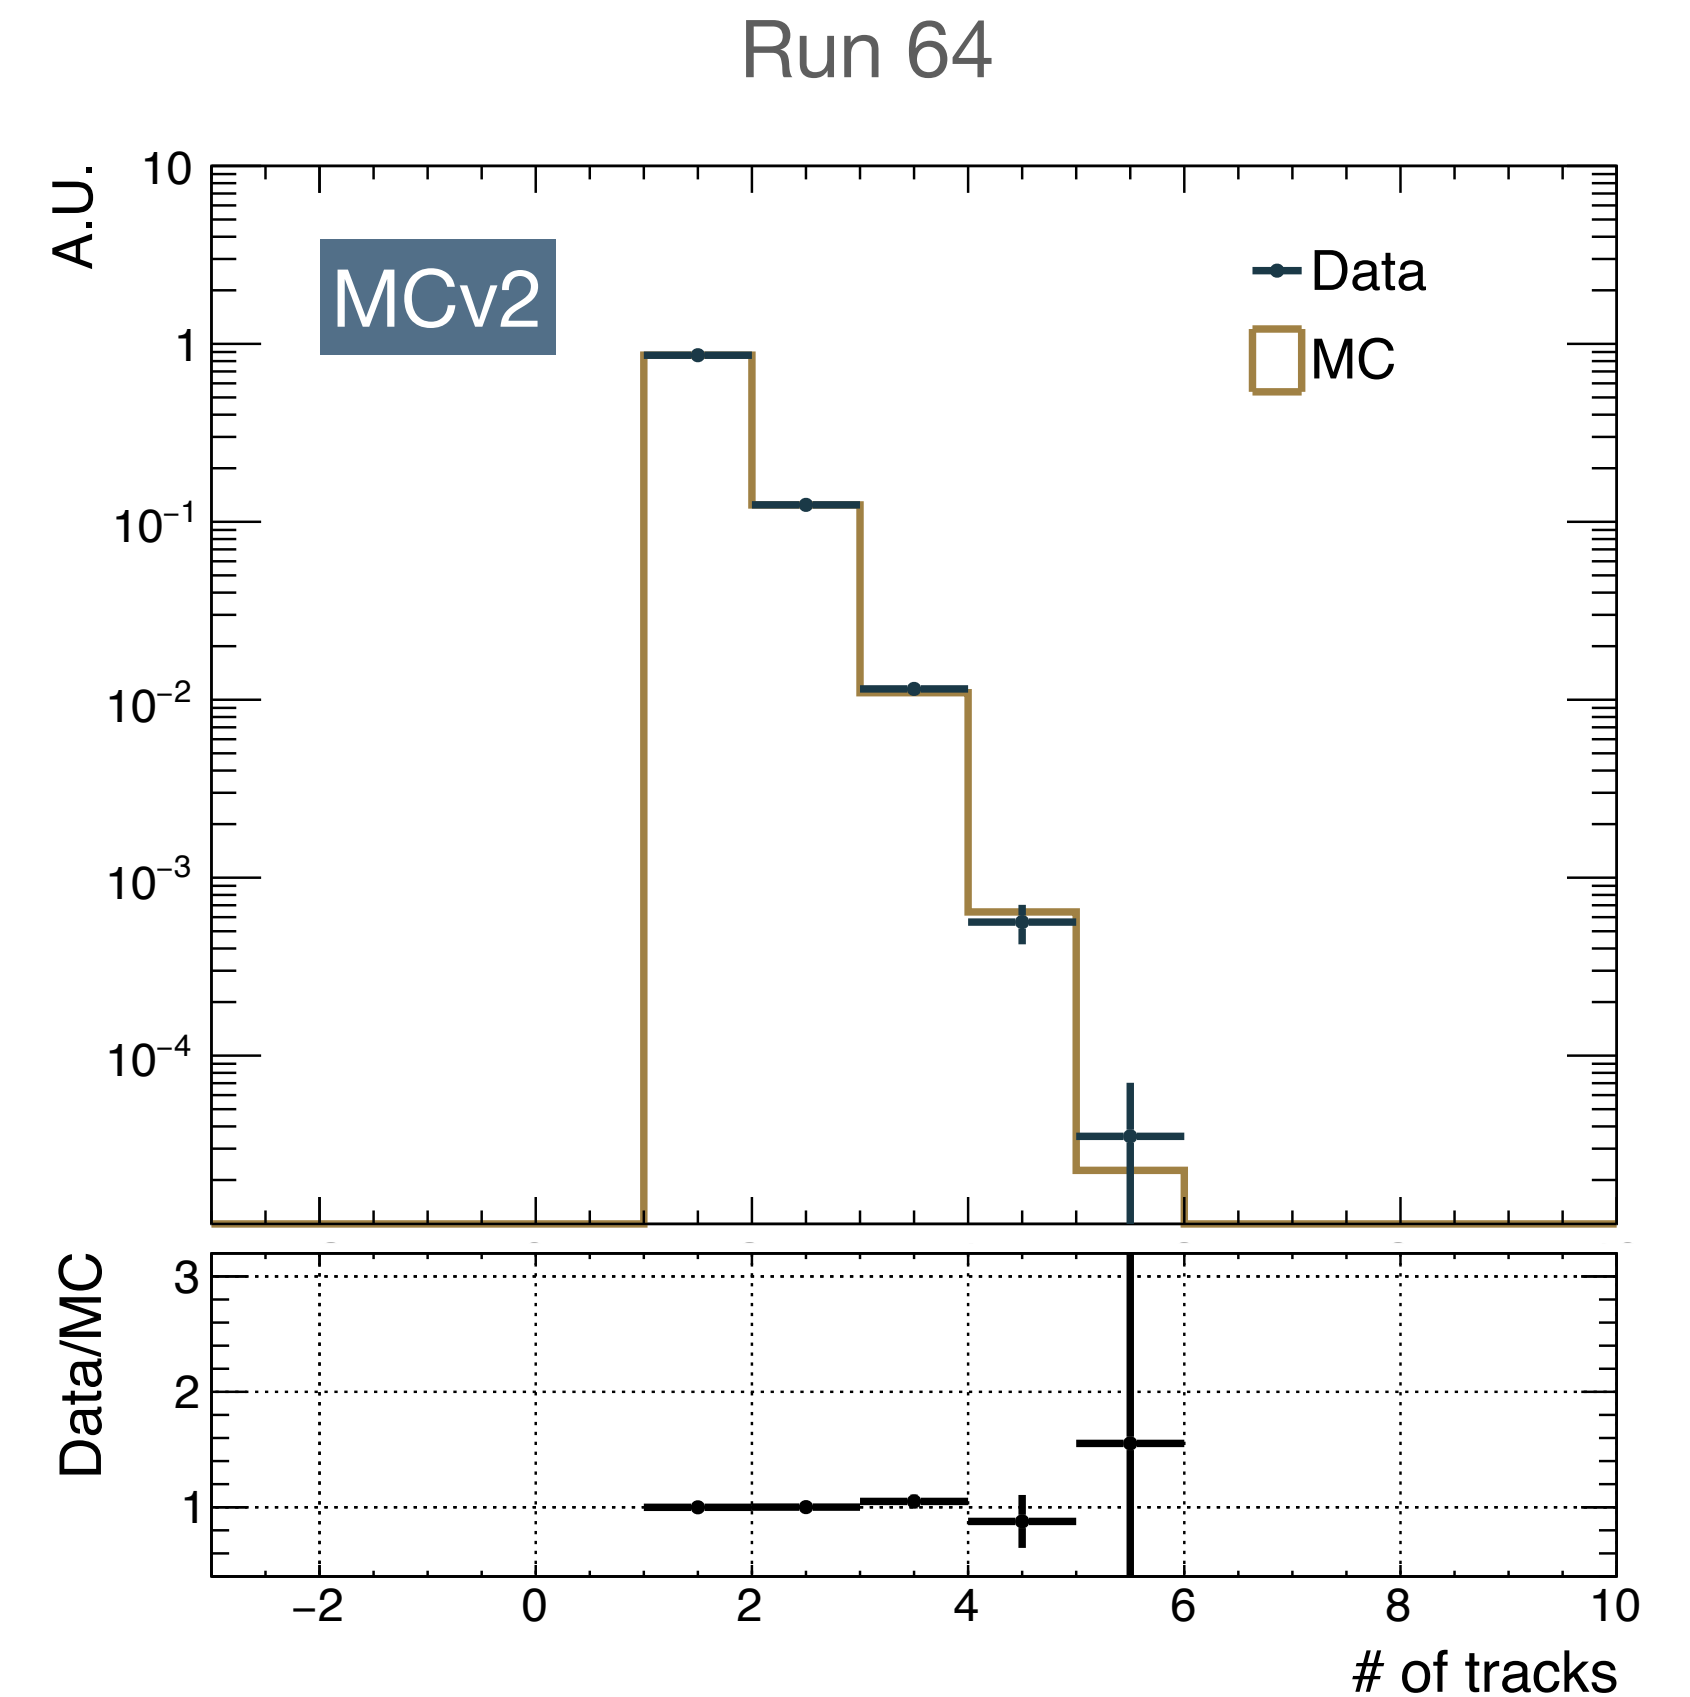 Run 64
A.U.
10
1
10⁻¹
10⁻²
10⁻³
10⁻⁴
MCv2
Data
MC
Data/MC
3
2
1
−2 0 2 4 6 8 10
# of tracks